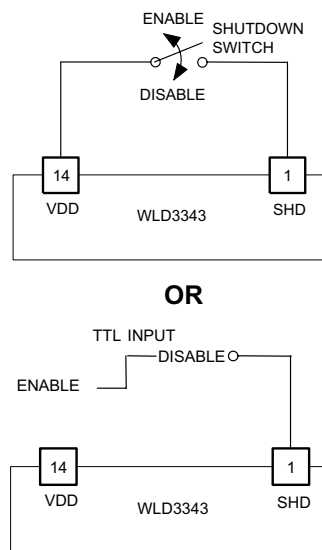 ENABLE
SHUTDOWN
SWITCH
DISABLE
14
1
VDD
WLD3343
SHD
OR
TTL INPUT
DISABLE
ENABLE
14
1
VDD
WLD3343
SHD